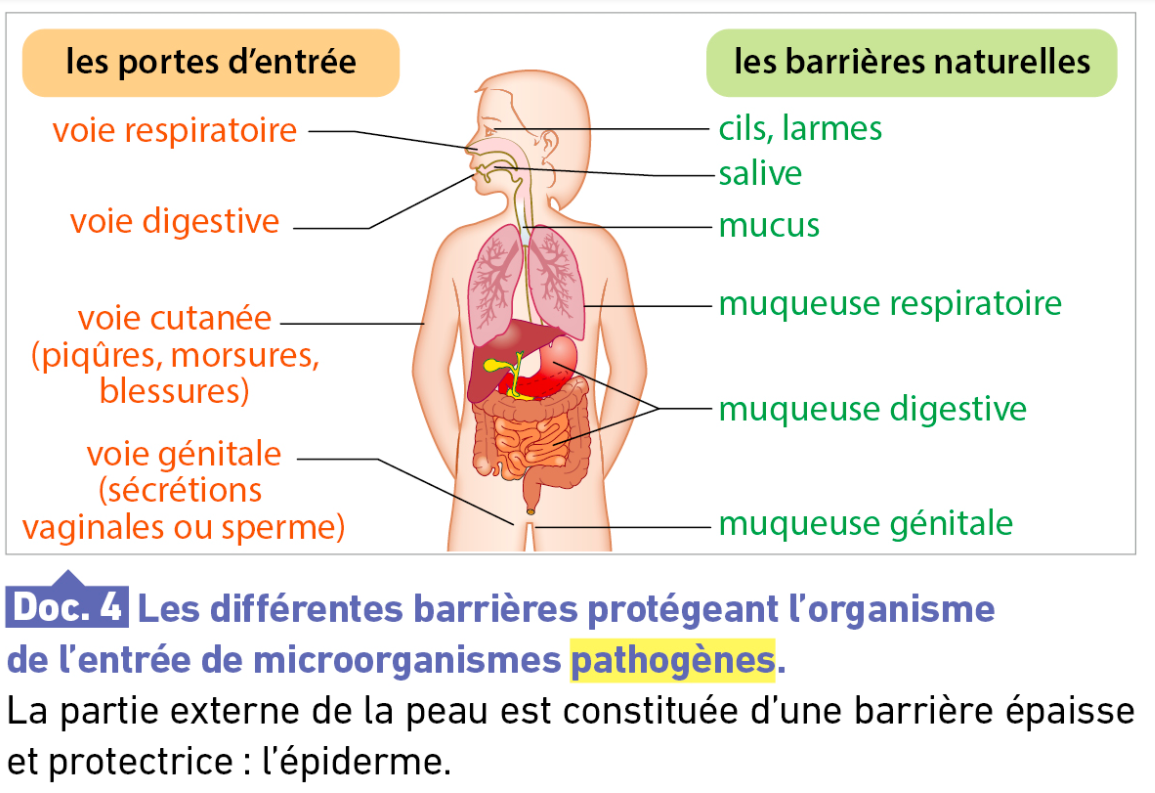 les portes d'entrée
les barrières naturelles
voie respiratoire
voie digestive
voie cutanée
(piqûres, morsures,
blessures)
voie génitale
(sécrétions
vaginales ou sperme)
cils, larmes
salive
mucus
muqueuse respiratoire
muqueuse digestive
muqueuse génitale
Doc. 4 Les différentes barrières protégeant l'organisme
de l'entrée de microorganismes pathogènes.
La partie externe de la peau est constituée d'une barrière épaisse
et protectrice : l'épiderme.